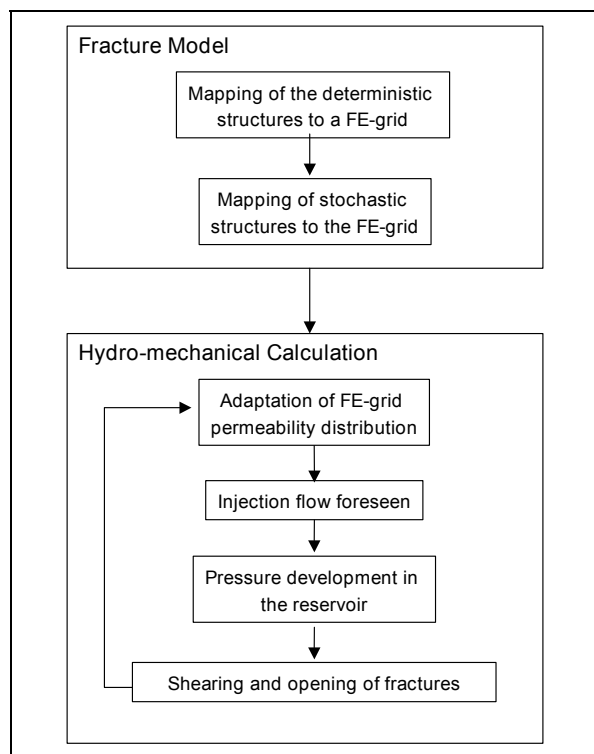 Fracture Model
Mapping of the deterministic
structures to a FE-grid
Mapping of stochastic
structures to the FE-grid
Hydro-mechanical Calculation
Adaptation of FE-grid
permeability distribution
Injection flow foreseen
Pressure development in
the reservoir
Shearing and opening of fractures